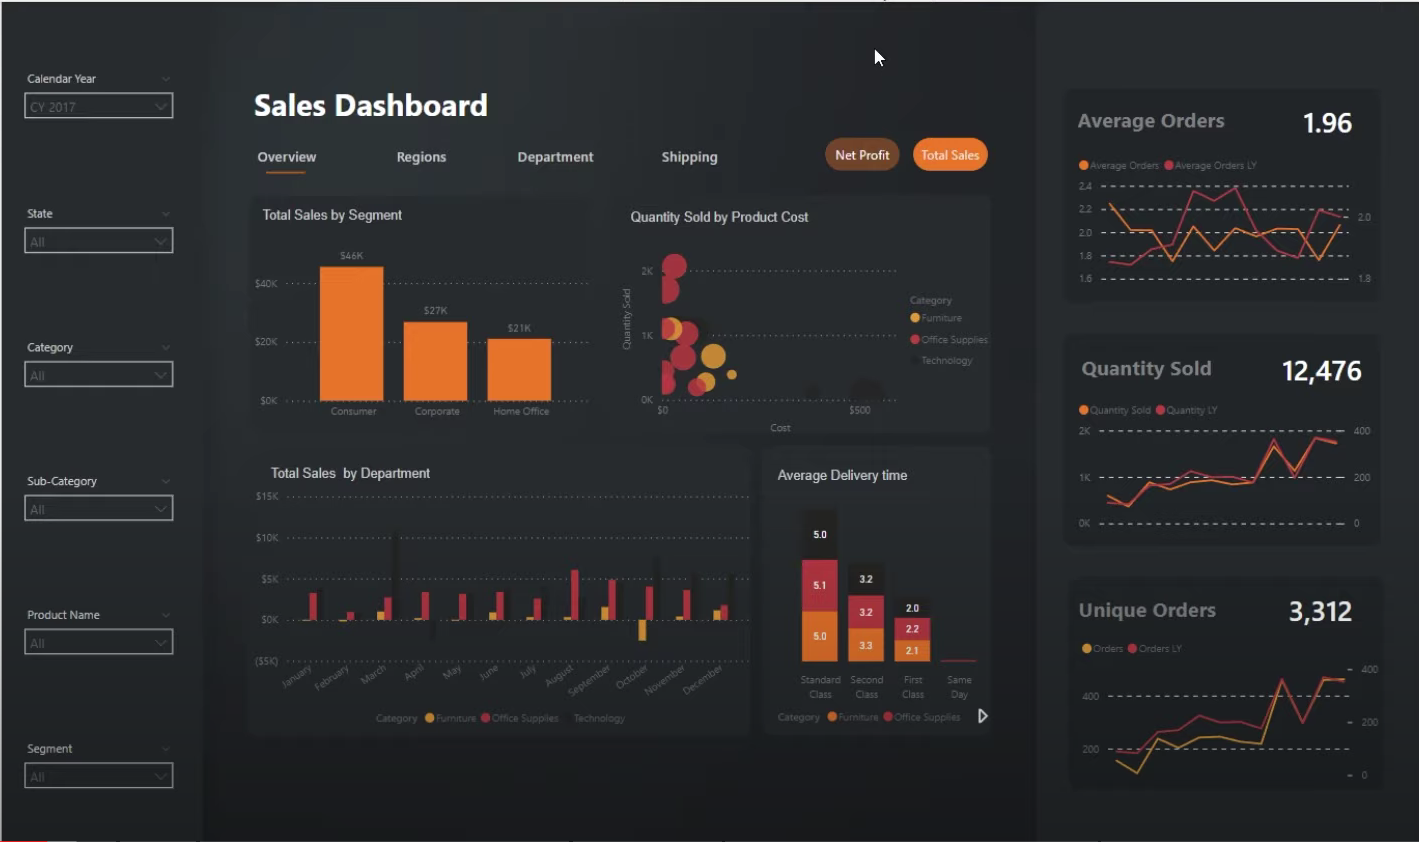 Calendar Year
CY 2017
State
All
Category
All
Sub-Category
All
Product Name
All
Segment
All
Sales Dashboard
Overview
Regions
Department
Shipping
Net Profit
Total Sales
Total Sales by Segment
$46K
$40K
$27K
$21K
$20K
$0K
Consumer
Corporate
Home Office
Quantity Sold by Product Cost
Quantity Sold
2K
1K
0K
$0
$500
Cost
Category
Furniture
Office Supplies
Technology
Total Sales by Department
$15K
$10K
$5K
$0K
($5K)
January
February
March
April
May
June
July
August
September
October
November
December
Category Furniture Office Supplies Technology
Average Delivery time
5.0
5.1
5.0
3.2
3.2
3.3
2.0
2.2
2.1
Standard Class
Second Class
First Class
Same Day
Category Furniture Office Supplies
Average Orders
1.96
Average Orders Average Orders LY
2.4
2.2
2.0
1.8
1.6
2.0
1.8
Quantity Sold
12,476
Quantity Sold Quantity LY
2K
1K
0K
400
200
0
Unique Orders
3,312
Orders Orders LY
400
200
400
200
0